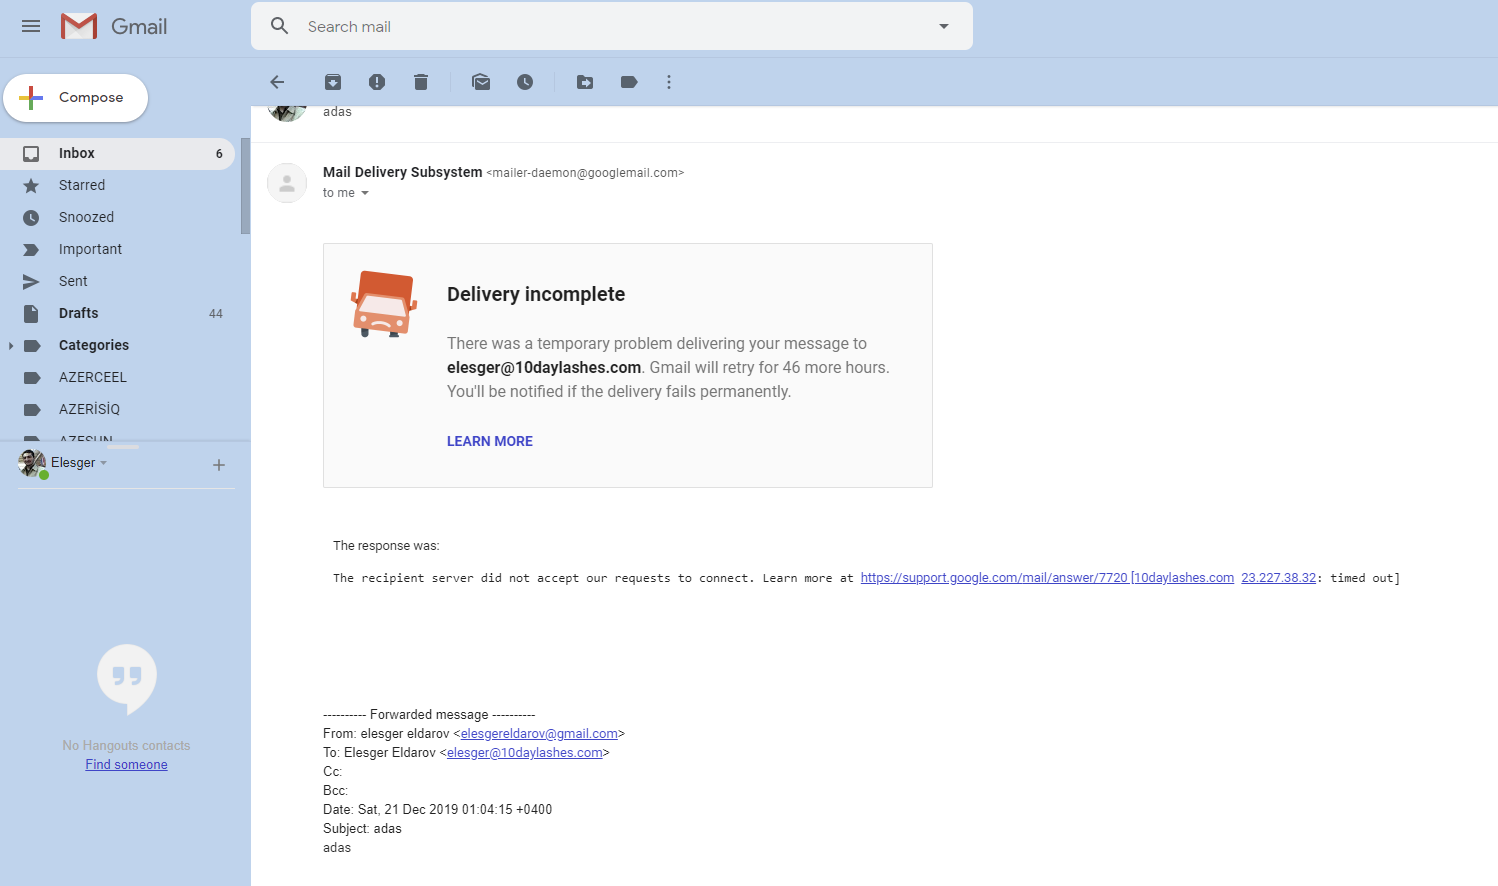 Gmail
Search mail
Compose
adas
Inbox 6
Starred
Snoozed
Important
Sent
Drafts 44
Categories
AZERCEEL
AZERİSİQ
AZESUN
Elesger
No Hangouts contacts
Find someone
Mail Delivery Subsystem <mailer-daemon@googlemail.com>
to me
Delivery incomplete
There was a temporary problem delivering your message to
elesger@10daylashes.com. Gmail will retry for 46 more hours.
You'll be notified if the delivery fails permanently.
LEARN MORE
The response was:
The recipient server did not accept our requests to connect. Learn more at https://support.google.com/mail/answer/7720 [10daylashes.com 23.227.38.32: timed out]
---------- Forwarded message ----------
From: elesger eldarov <elesgereldarov@gmail.com>
To: Elesger Eldarov <elesger@10daylashes.com>
Cc:
Bcc:
Date: Sat, 21 Dec 2019 01:04:15 +0400
Subject: adas
adas